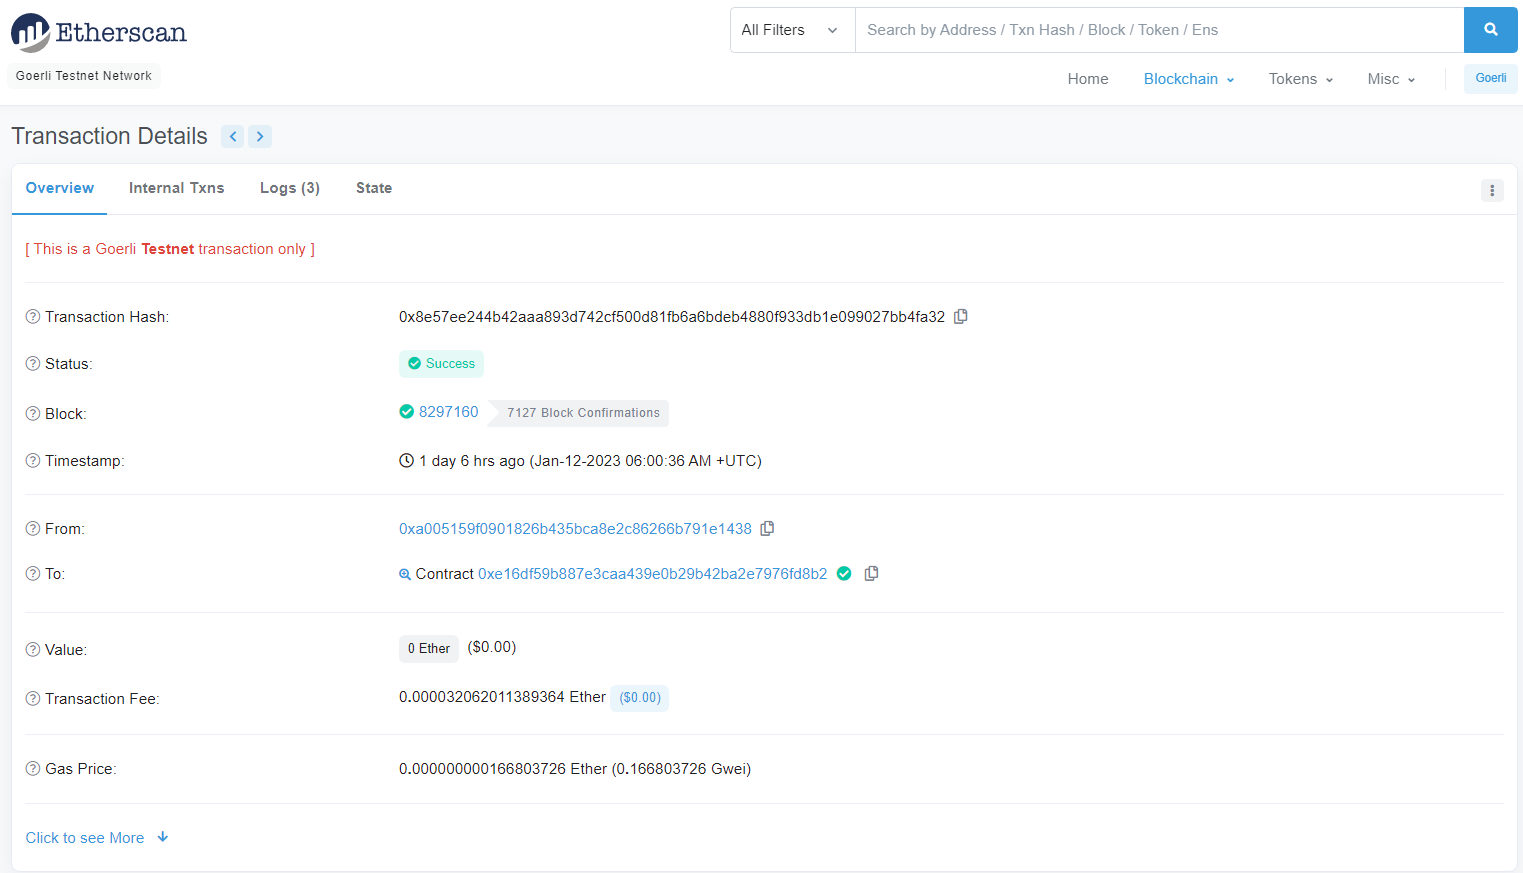 Etherscan
All Filters
Search by Address / Txn Hash / Block / Token / Ens
Goerli Testnet Network
Home Blockchain Tokens Misc Goerli
Transaction Details
Overview Internal Txns Logs (3) State
[ This is a Goerli Testnet transaction only ]
Transaction Hash: 0x8e57ee244b42aaa893d742cf500d81fb6a6bdeb4880f933db1e099027bb4fa32
Status: Success
Block: 8297160 7127 Block Confirmations
Timestamp: 1 day 6 hrs ago (Jan-12-2023 06:00:36 AM +UTC)
From: 0xa005159f0901826b435bca8e2c86266b791e1438
To: Contract 0xe16df59b887e3caa439e0b29b42ba2e7976fd8b2
Value: 0 Ether ($0.00)
Transaction Fee: 0.000032062011389364 Ether ($0.00)
Gas Price: 0.000000000166803726 Ether (0.166803726 Gwei)
Click to see More